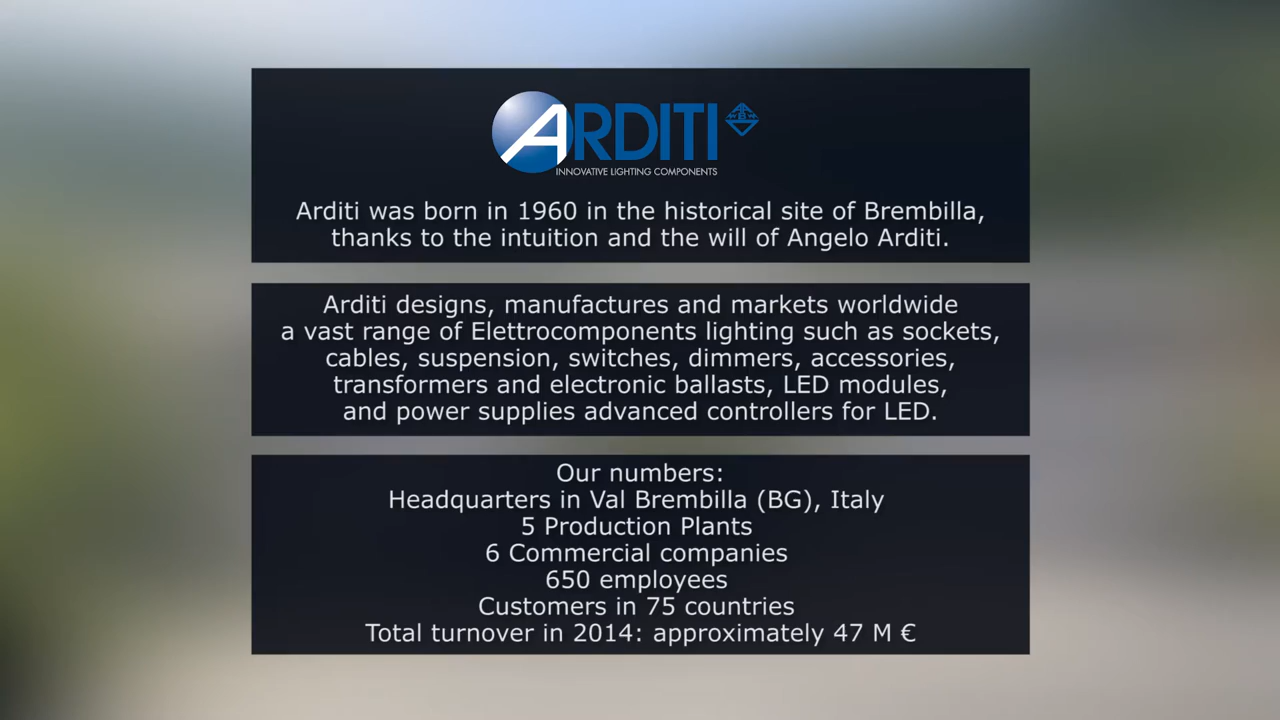 ARDITI
INNOVATIVE LIGHTING COMPONENTS
Arditi was born in 1960 in the historical site of Brembilla,
thanks to the intuition and the will of Angelo Arditi.
Arditi designs, manufactures and markets worldwide
a vast range of Elettrocomponents lighting such as sockets,
cables, suspension, switches, dimmers, accessories,
transformers and electronic ballasts, LED modules,
and power supplies advanced controllers for LED.
Our numbers:
Headquarters in Val Brembilla (BG), Italy
5 Production Plants
6 Commercial companies
650 employees
Customers in 75 countries
Total turnover in 2014: approximately 47 M €